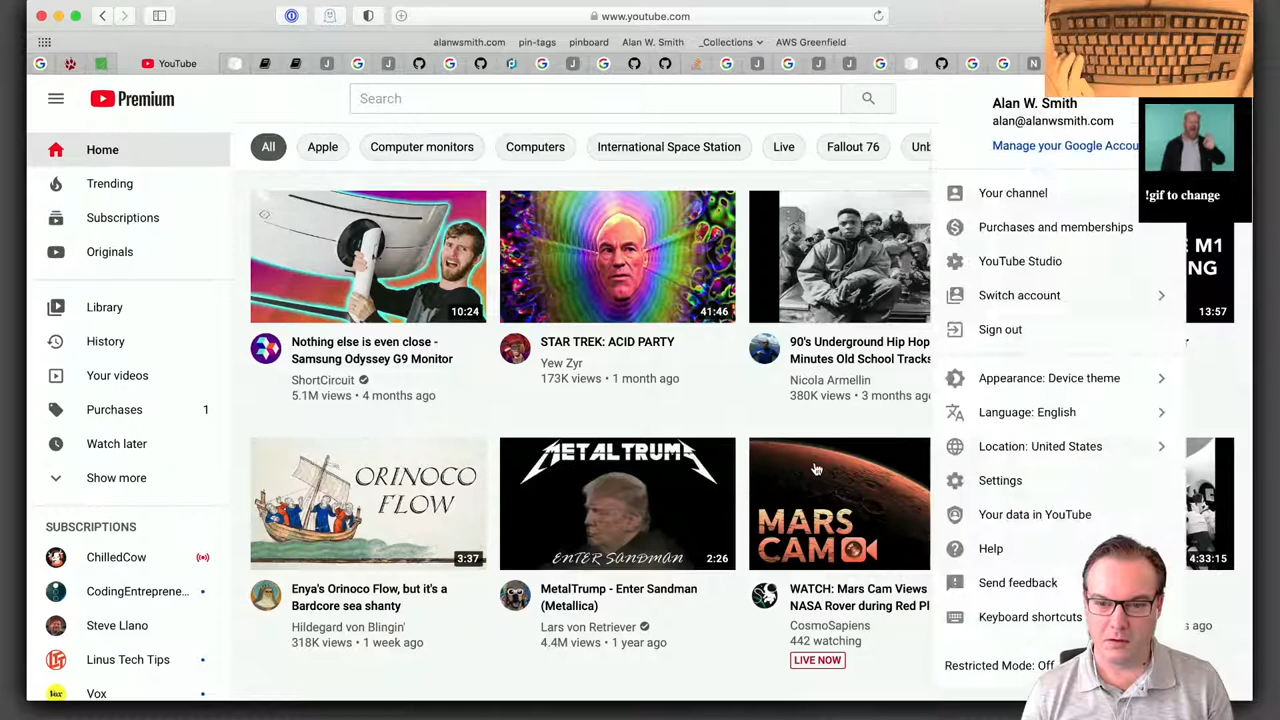 www.youtube.com
alanwsmith.com
pin-tags
pinboard
Alan W. Smith
_Collections
AWS Greenfield
YouTube
Premium
Search
Alan W. Smith
alan@alanwsmith.com
Manage your Google Accou
!gif to change
Home
Trending
Subscriptions
Originals
Library
History
Your videos
Purchases 1
Watch later
Show more
SUBSCRIPTIONS
ChilledCow
CodingEntreprene...
Steve Llano
Linus Tech Tips
Vox
All
Apple
Computer monitors
Computers
International Space Station
Live
Fallout 76
Unb
10:24
Nothing else is even close -
Samsung Odyssey G9 Monitor
ShortCircuit
5.1M views • 4 months ago
41:46
STAR TREK: ACID PARTY
Yew Zyr
173K views • 1 month ago
90's Underground Hip Hop
Minutes Old School Tracks
Nicola Armellin
380K views • 3 months ago
E M1
NG
13:57
ORINOCO
FLOW
3:37
Enya's Orinoco Flow, but it's a
Bardcore sea shanty
Hildegard von Blingin'
318K views • 1 week ago
METALTRUMP
ENTER SANDMAN
2:26
MetalTrump - Enter Sandman
(Metallica)
Lars von Retriever
4.4M views • 1 year ago
MARS
CAM
WATCH: Mars Cam Views
NASA Rover during Red Pl
CosmoSapiens
442 watching
LIVE NOW
4:33:15
s ago
Your channel
Purchases and memberships
YouTube Studio
Switch account
Sign out
Appearance: Device theme
Language: English
Location: United States
Settings
Your data in YouTube
Help
Send feedback
Keyboard shortcuts
Restricted Mode: Off